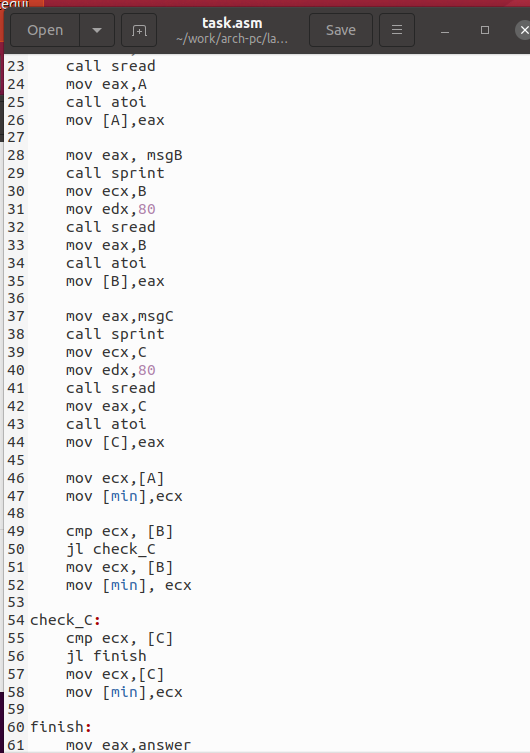 task.asm
Open
~/work/arch-pc/la...
Save
23 call sread
24 mov eax,A
25 call atoi
26 mov [A],eax
27
28 mov eax, msgB
29 call sprint
30 mov ecx,B
31 mov edx,80
32 call sread
33 mov eax,B
34 call atoi
35 mov [B],eax
36
37 mov eax,msgC
38 call sprint
39 mov ecx,C
40 mov edx,80
41 call sread
42 mov eax,C
43 call atoi
44 mov [C],eax
45
46 mov ecx,[A]
47 mov [min],ecx
48
49 cmp ecx, [B]
50 jl check_C
51 mov ecx, [B]
52 mov [min], ecx
53
54 check_C:
55 cmp ecx, [C]
56 jl finish
57 mov ecx,[C]
58 mov [min],ecx
59
60 finish:
61 mov eax,answer